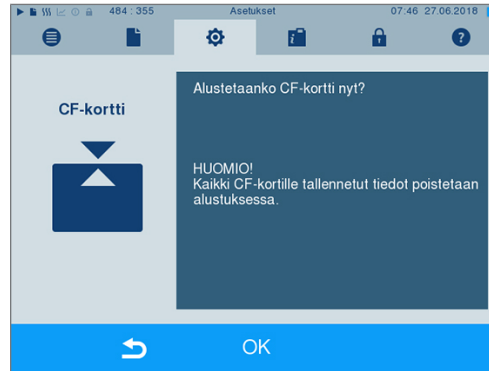 484 : 355 Asetukset 07:46 27.06.2018
CF-kortti
Alustetaanko CF-kortti nyt?
HUOMIO!
Kaikki CF-kortille tallennetut tiedot poistetaan
alustuksessa.
OK